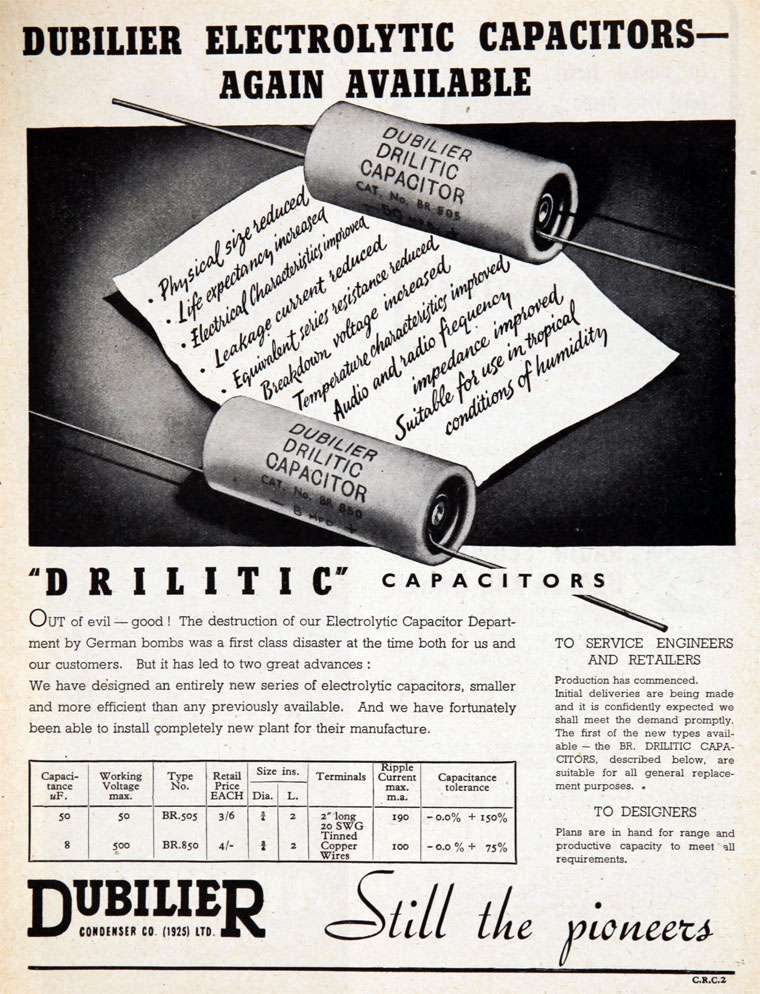 DUBILIER ELECTROLYTIC CAPACITORS—
AGAIN AVAILABLE
DUBILIER
DRILITIC
CAPACITOR
CAT. No. BR 505
• Physical size reduced
• Life expectancy increased
• Electrical Characteristics improved
• Leakage current reduced
• Equivalent series resistance reduced
Breakdown voltage increased
Temperature characteristics improved
Audio and radio frequency
impedance improved
Suitable for use in tropical
conditions of humidity
DUBILIER
DRILITIC
CAPACITOR
CAT. No. BR 850
— 8 MFD +
"DRILITIC" CAPACITORS
OUT of evil — good ! The destruction of our Electrolytic Capacitor Depart-
ment by German bombs was a first class disaster at the time both for us and
our customers. But it has led to two great advances :
We have designed an entirely new series of electrolytic capacitors, smaller
and more efficient than any previously available. And we have fortunately
been able to install completely new plant for their manufacture.
TO SERVICE ENGINEERS
AND RETAILERS
Production has commenced.
Initial deliveries are being made
and it is confidently expected we
shall meet the demand promptly.
The first of the new types avail-
able — the BR. DRILITIC CAPA-
CITORS, described below, are
suitable for all general replace-
ment purposes.
TO DESIGNERS
Plans are in hand for range and
productive capacity to meet all
requirements.
Capaci-tance uF. Working Voltage max. Type No. Retail Price EACH Size ins. Dia. L. Terminals Ripple Current max. m.a. Capacitance tolerance
50 50 BR.505 3/6 ¾ 2 2" long 20 SWG Tinned Copper Wires 190 - 0.0% + 150%
8 500 BR.850 4/- ¾ 2 100 - 0.0 % + 75%
DUBILIER
CONDENSER CO. (1925) LTD.
Still the pioneers
C.R.C.2